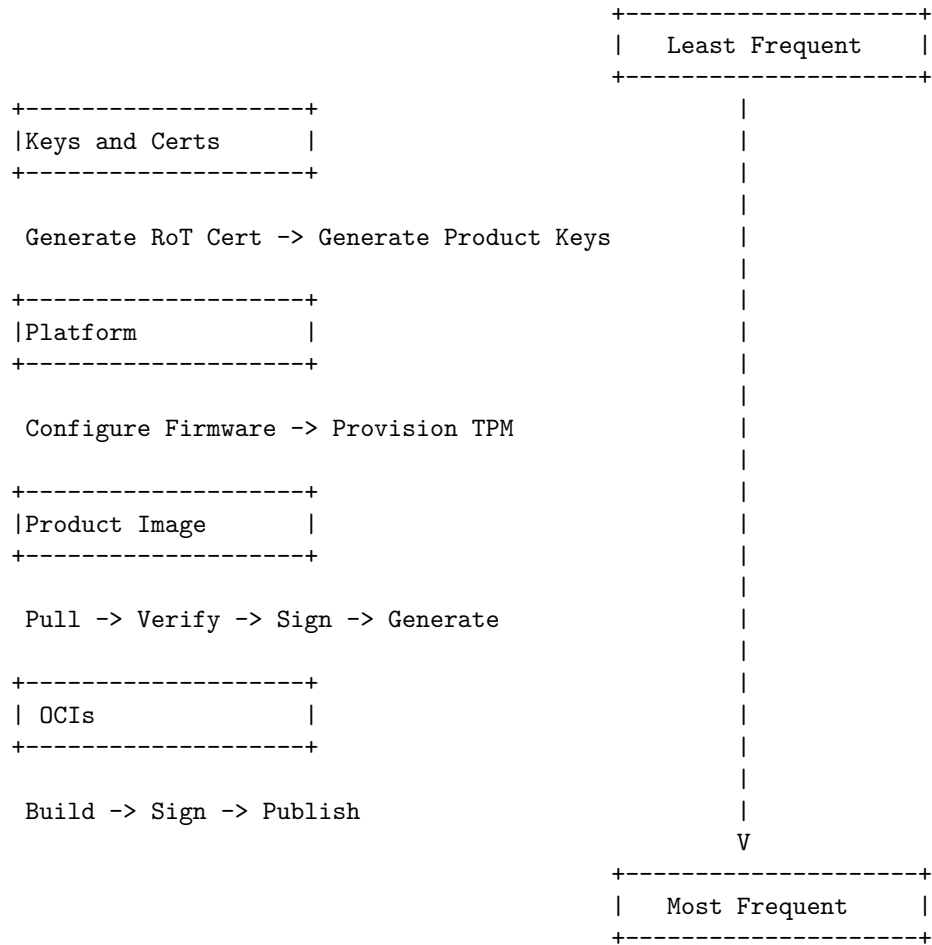 Least Frequent
Keys and Certs
Generate RoT Cert -> Generate Product Keys
Platform
Configure Firmware -> Provision TPM
Product Image
Pull -> Verify -> Sign -> Generate
OCIs
Build -> Sign -> Publish
V
Most Frequent